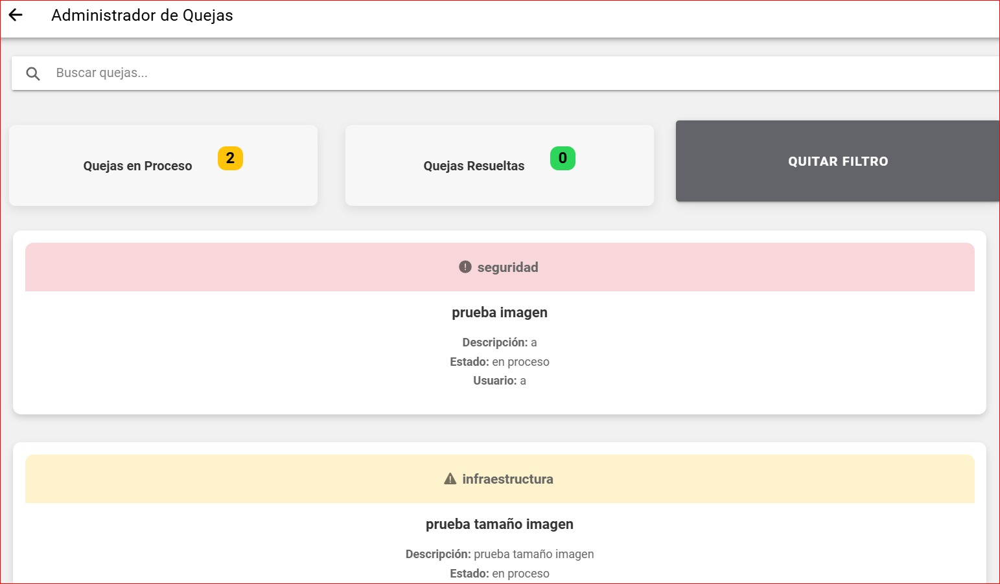 Administrador de Quejas
Buscar quejas...
Quejas en Proceso 2
Quejas Resueltas 0
QUITAR FILTRO
seguridad
prueba imagen
Descripción: a
Estado: en proceso
Usuario: a
infraestructura
prueba tamaño imagen
Descripción: prueba tamaño imagen
Estado: en proceso